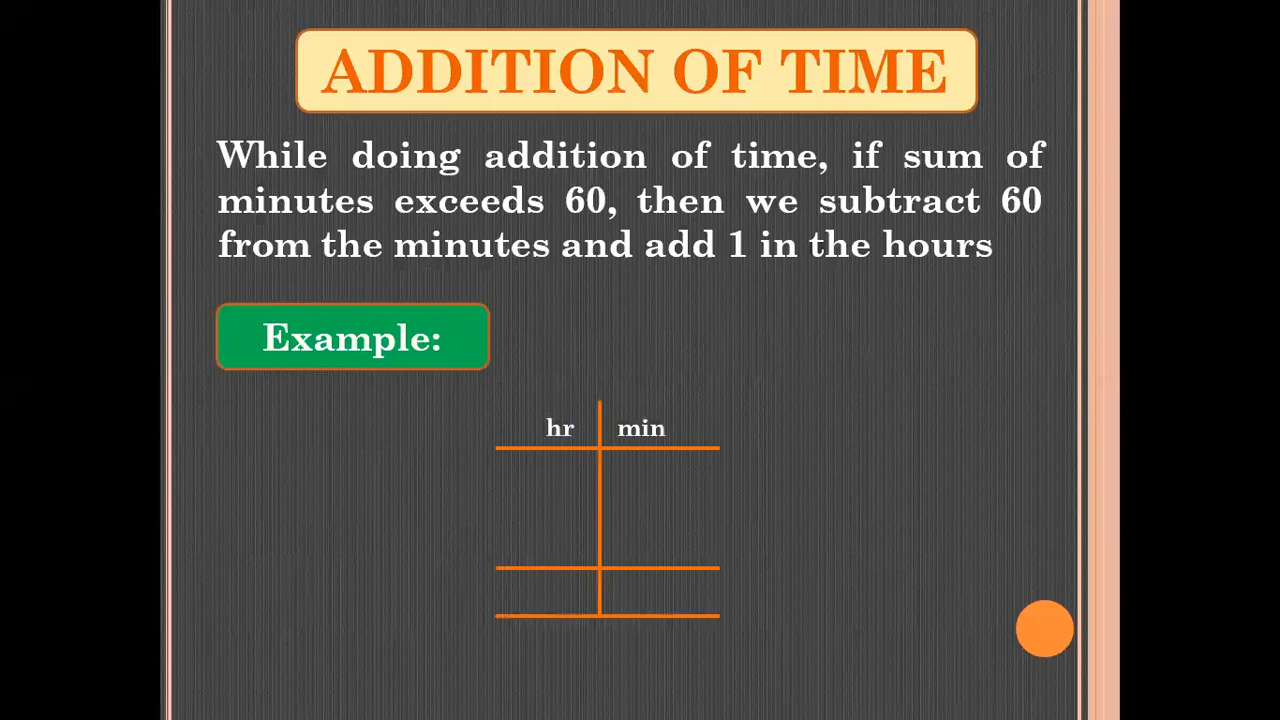 ADDITION OF TIME
While doing addition of time, if sum of
minutes exceeds 60, then we subtract 60
from the minutes and add 1 in the hours
Example:
hr min